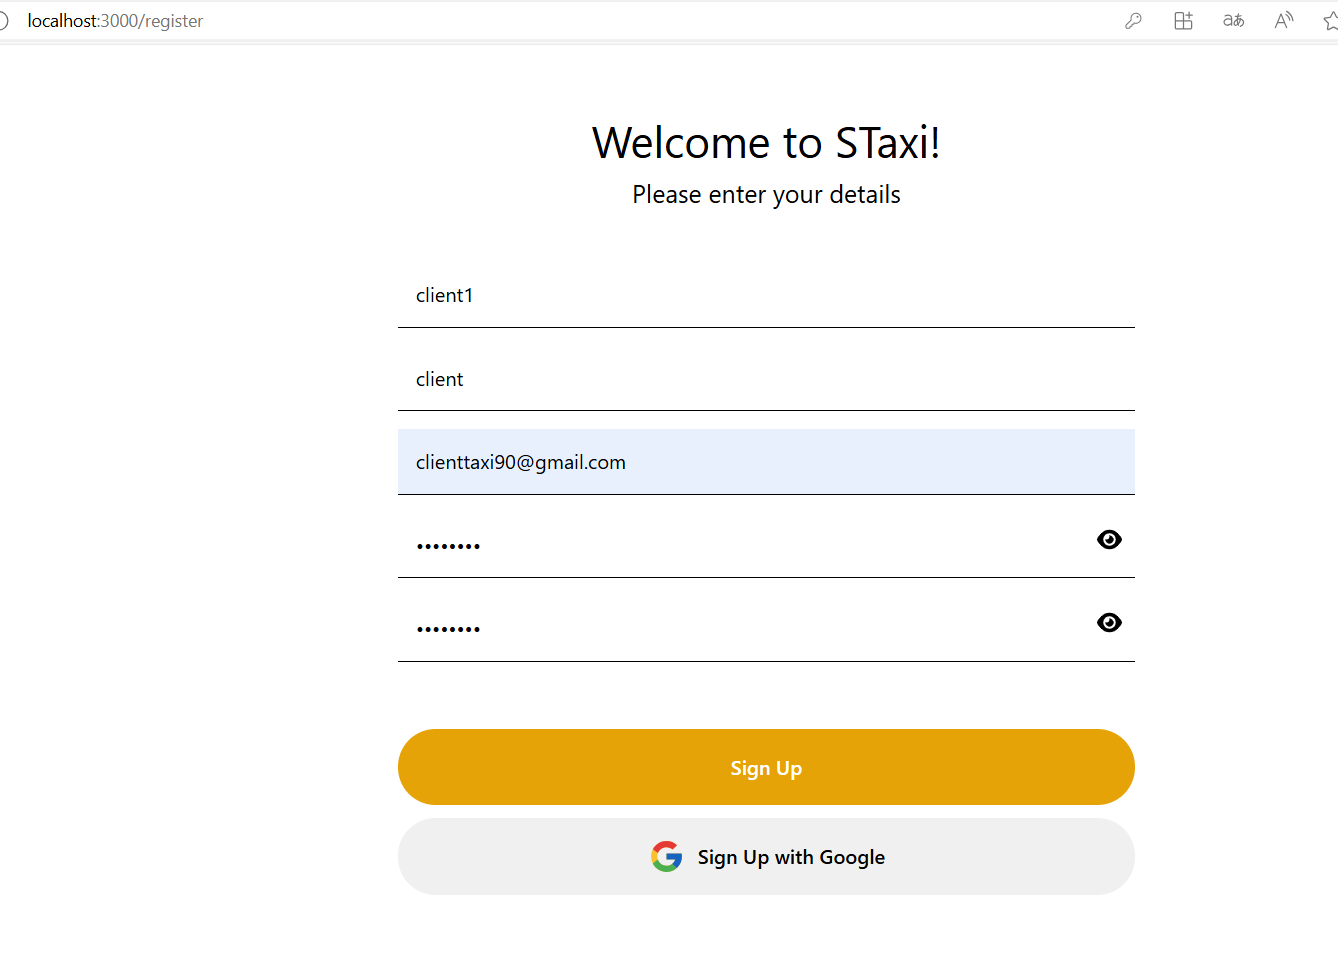 localhost:3000/register
Welcome to STaxi!
Please enter your details
client1
client
clienttaxi90@gmail.com
••••••••
••••••••
Sign Up
Sign Up with Google